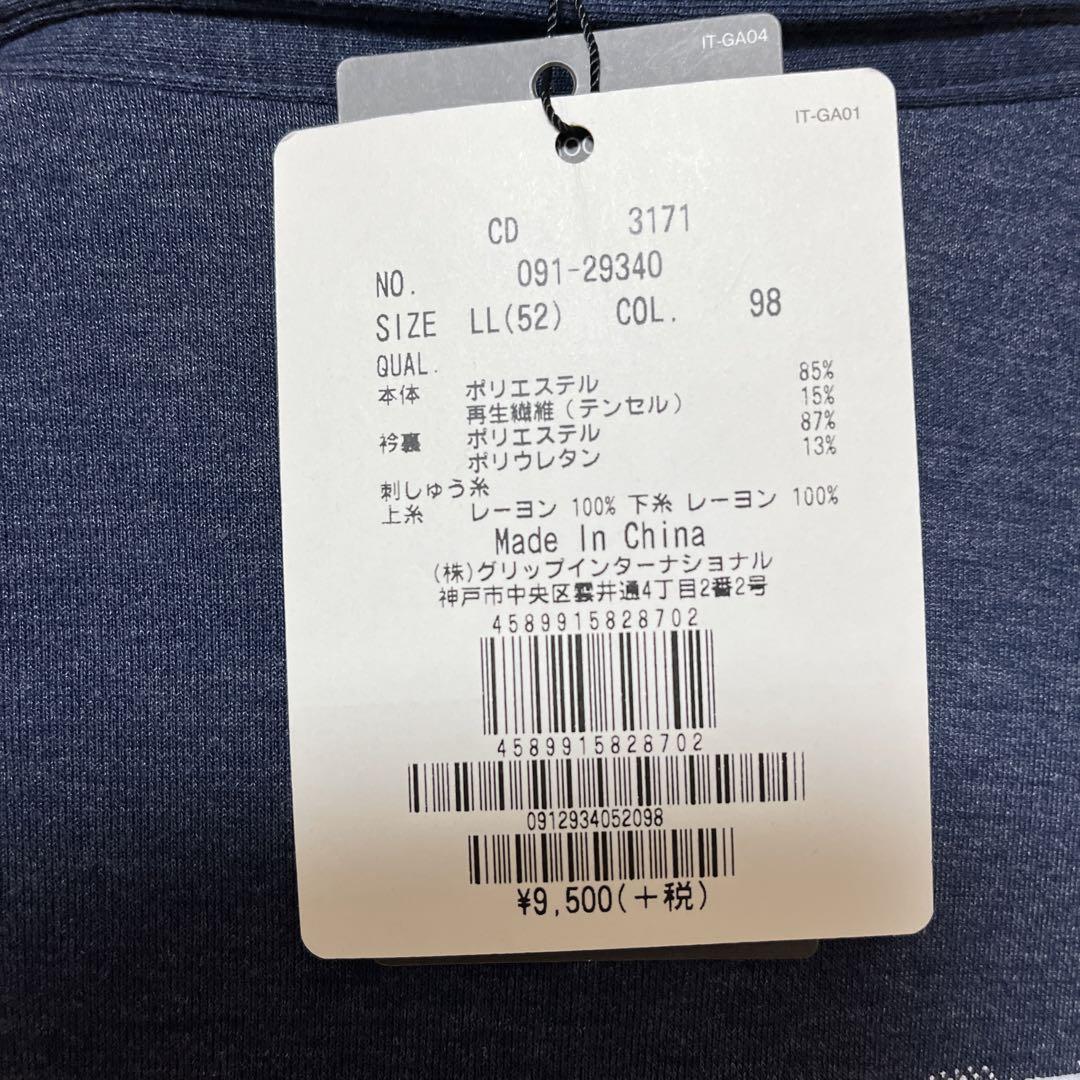 IT-GA04
IT-GA01
CD 3171
NO. 091-29340
SIZE LL(52) COL. 98
QUAL.
本体 ポリエステル 85%
再生繊維(テンセル) 15%
衿裏 ポリエステル 87%
ポリウレタン 13%
刺しゅう糸
上糸 レーヨン 100% 下糸 レーヨン 100%
Made In China
(株)グリップインターナショナル
神戸市中央区雲井通4丁目2番2号
4589915828702
4589915828702
0912934052098
¥9,500(+税)